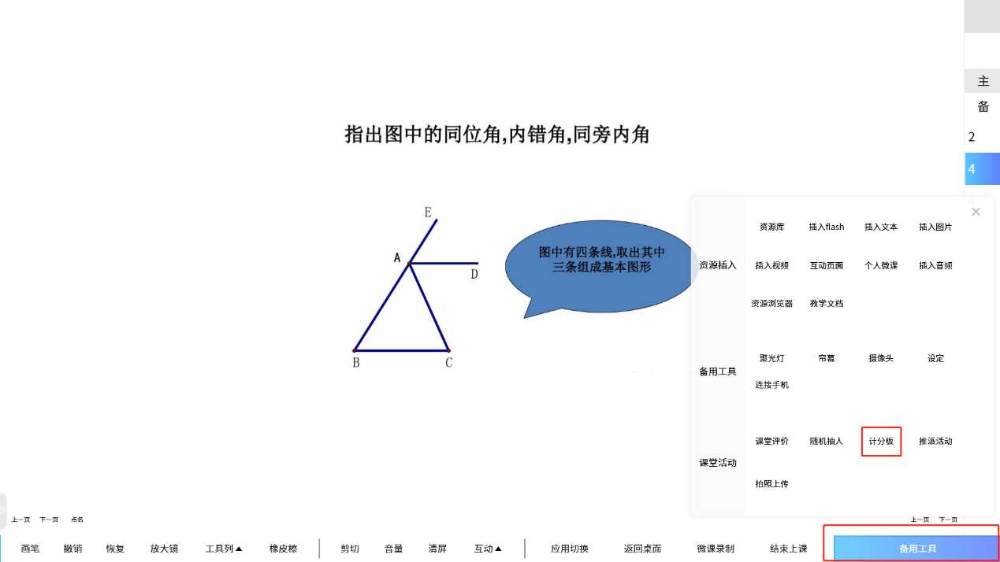 主
备
2
4
指出图中的同位角,内错角,同旁内角
E
A
D
B
C
图中有四条线,取出其中
三条组成基本图形
资源插入
资源库 插入flash 插入文本 插入图片
插入视频 互动页面 个人微课 插入音频
资源浏览器 教学文档
备用工具
聚光灯 帘幕 摄像头 设定
连接手机
课堂活动
课堂评价 随机抽人 计分板 推派活动
拍照上传
上一页 下一页 点名
上一页 下一页
画笔 撤销 恢复 放大镜 工具列 橡皮檫 剪切 音量 清屏 互动 应用切换 返回桌面 微课录制 结束上课 备用工具